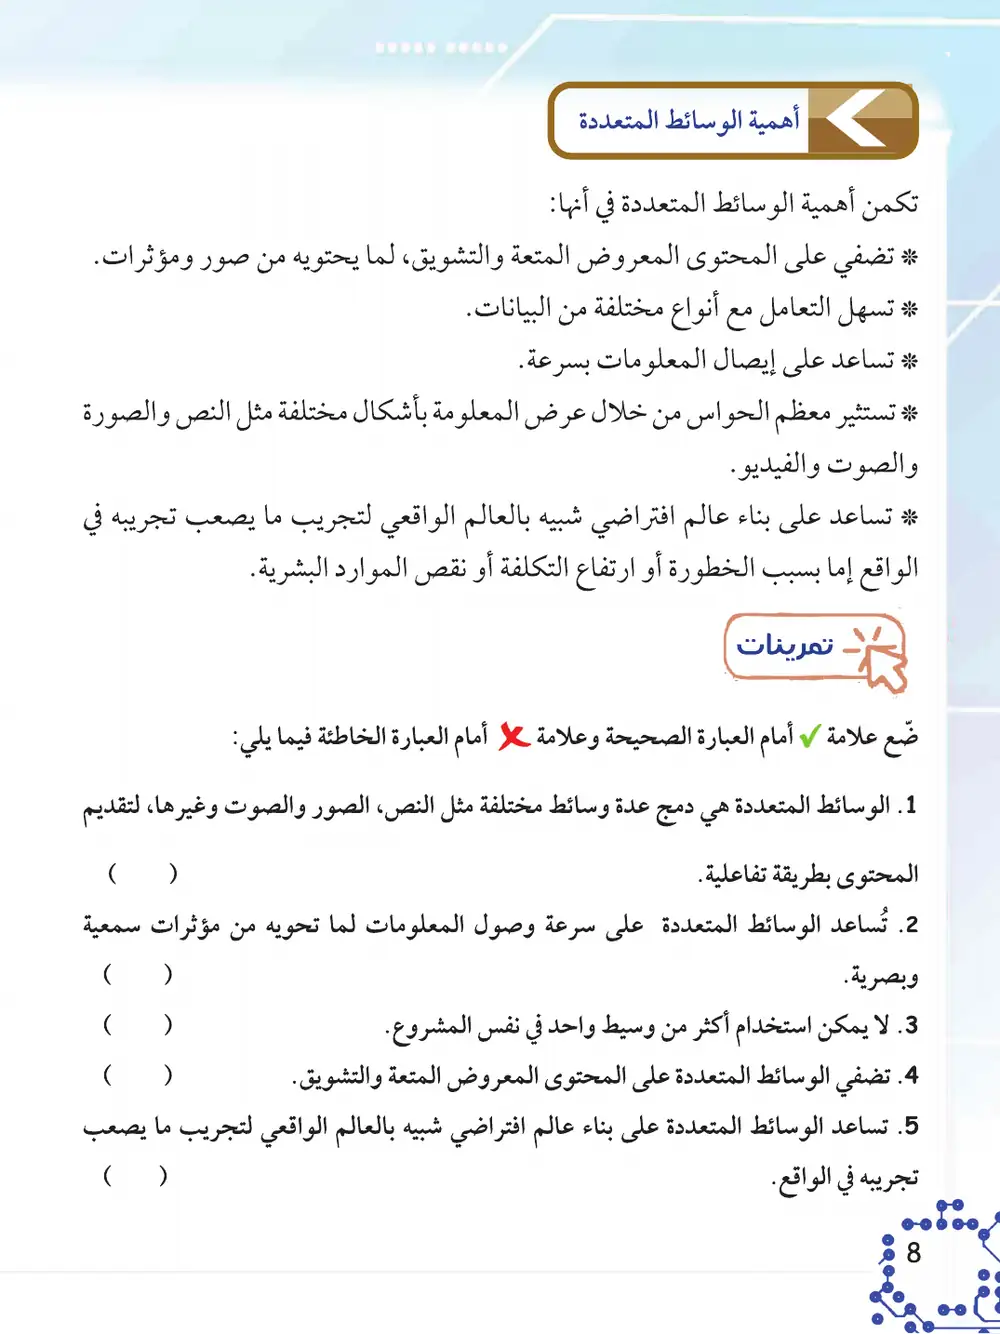 أهمية الوسائط المتعددة
تكمن أهمية الوسائط المتعددة في أنها:
❊ تضفي على المحتوى المعروض المتعة والتشويق، لما يحتويه من صور ومؤثرات.
❊ تسهل التعامل مع أنواع مختلفة من البيانات.
❊ تساعد على إيصال المعلومات بسرعة.
❊ تستثير معظم الحواس من خلال عرض المعلومة بأشكال مختلفة مثل النص والصورة
والصوت والفيديو.
❊ تساعد على بناء عالم افتراضي شبيه بالعالم الواقعي لتجريب ما يصعب تجريبه في
الواقع إما بسبب الخطورة أو ارتفاع التكلفة أو نقص الموارد البشرية.
تمرينات
ضّع علامة ✓ أمام العبارة الصحيحة وعلامة ✗ أمام العبارة الخاطئة فيما يلي:
1. الوسائط المتعددة هي دمج عدة وسائط مختلفة مثل النص، الصور والصوت وغيرها، لتقديم
المحتوى بطريقة تفاعلية. ( )
2. تُساعد الوسائط المتعددة على سرعة وصول المعلومات لما تحويه من مؤثرات سمعية
وبصرية. ( )
3. لا يمكن استخدام أكثر من وسيط واحد في نفس المشروع. ( )
4. تضفي الوسائط المتعددة على المحتوى المعروض المتعة والتشويق. ( )
5. تساعد الوسائط المتعددة على بناء عالم افتراضي شبيه بالعالم الواقعي لتجريب ما يصعب
تجريبه في الواقع. ( )
8